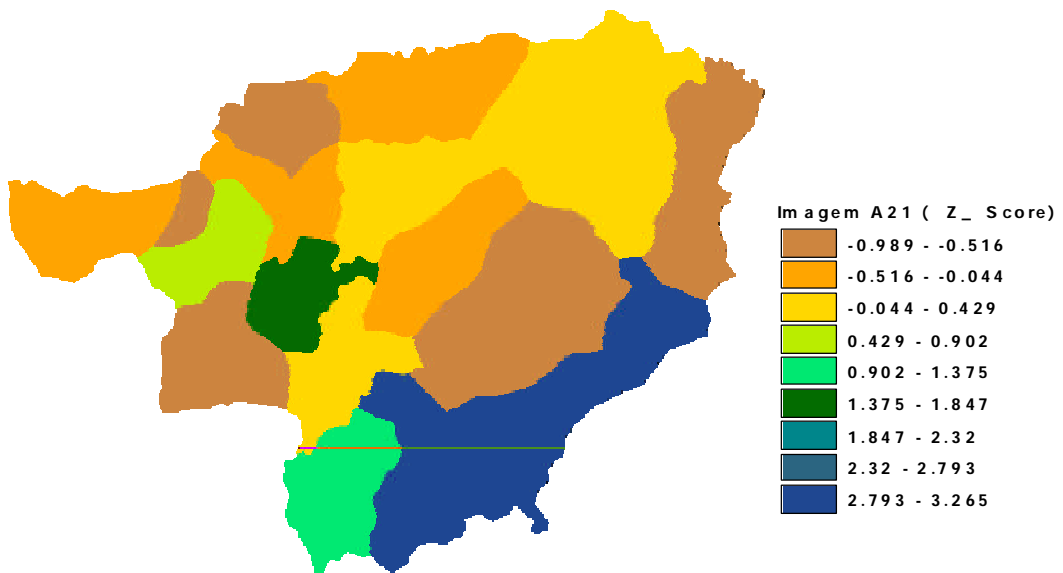 Imagem A21 ( Z_ Score)
-0.989 - -0.516
-0.516 - -0.044
-0.044 - 0.429
0.429 - 0.902
0.902 - 1.375
1.375 - 1.847
1.847 - 2.32
2.32 - 2.793
2.793 - 3.265